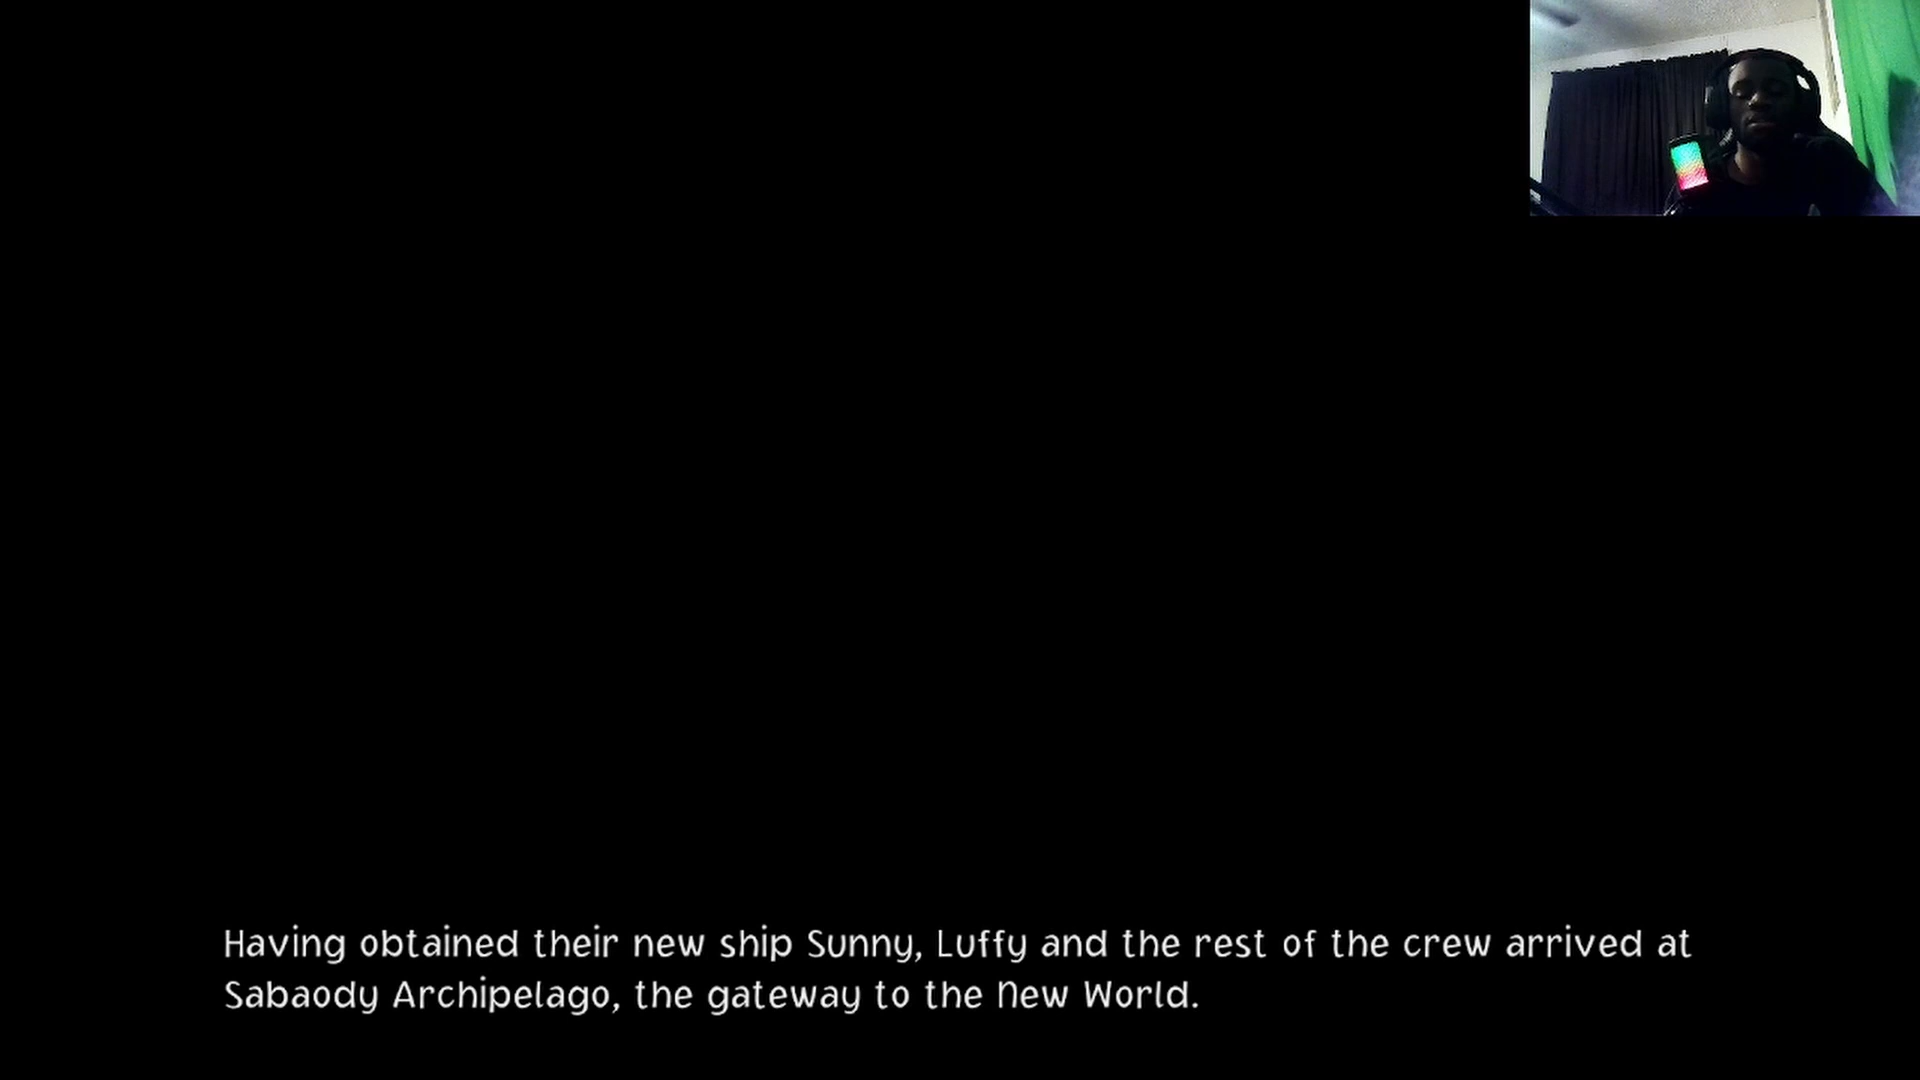 Having obtained their new ship Sunny, Luffy and the rest of the crew arrived at
Sabaody Archipelago, the gateway to the New World.